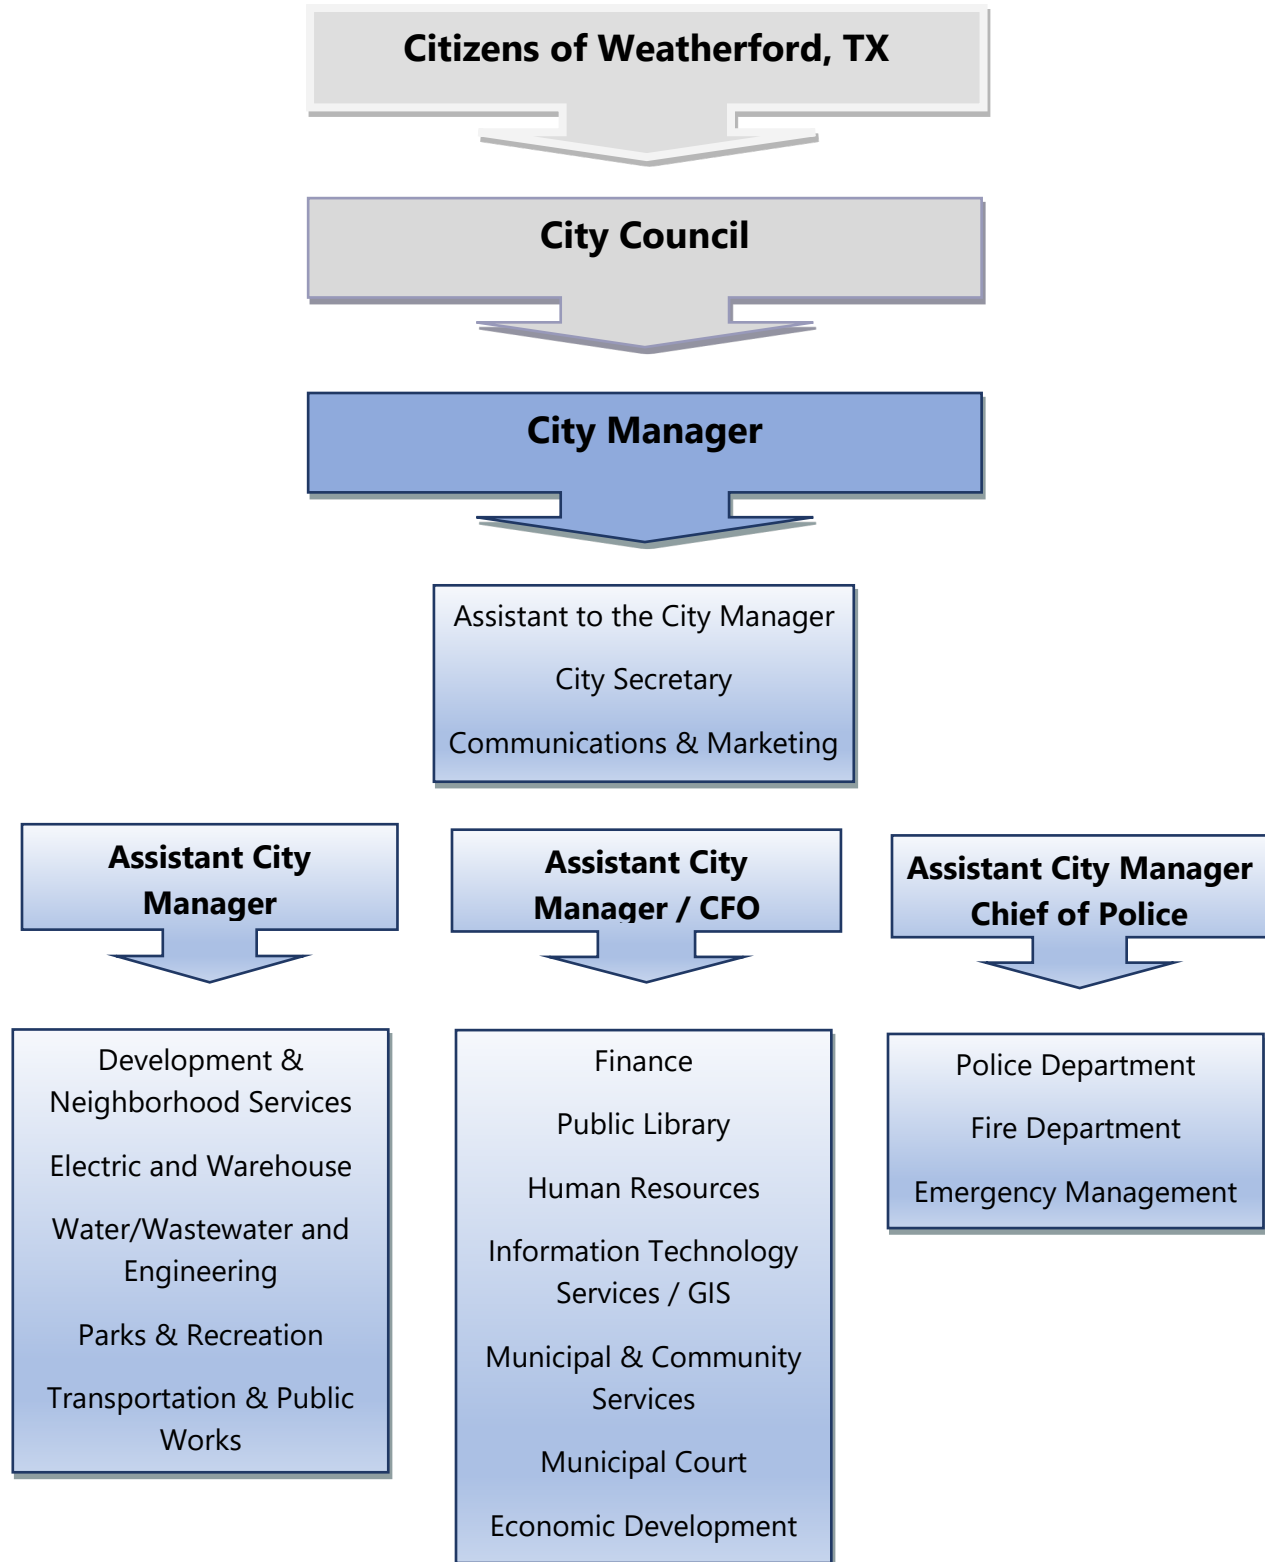 Citizens of Weatherford, TX
City Council
City Manager
Assistant to the City Manager
City Secretary
Communications & Marketing
Assistant City
Manager
Development &
Neighborhood Services
Electric and Warehouse
Water/Wastewater and
Engineering
Parks & Recreation
Transportation & Public
Works
Assistant City
Manager / CFO
Finance
Public Library
Human Resources
Information Technology
Services / GIS
Municipal & Community
Services
Municipal Court
Economic Development
Assistant City Manager
Chief of Police
Police Department
Fire Department
Emergency Management